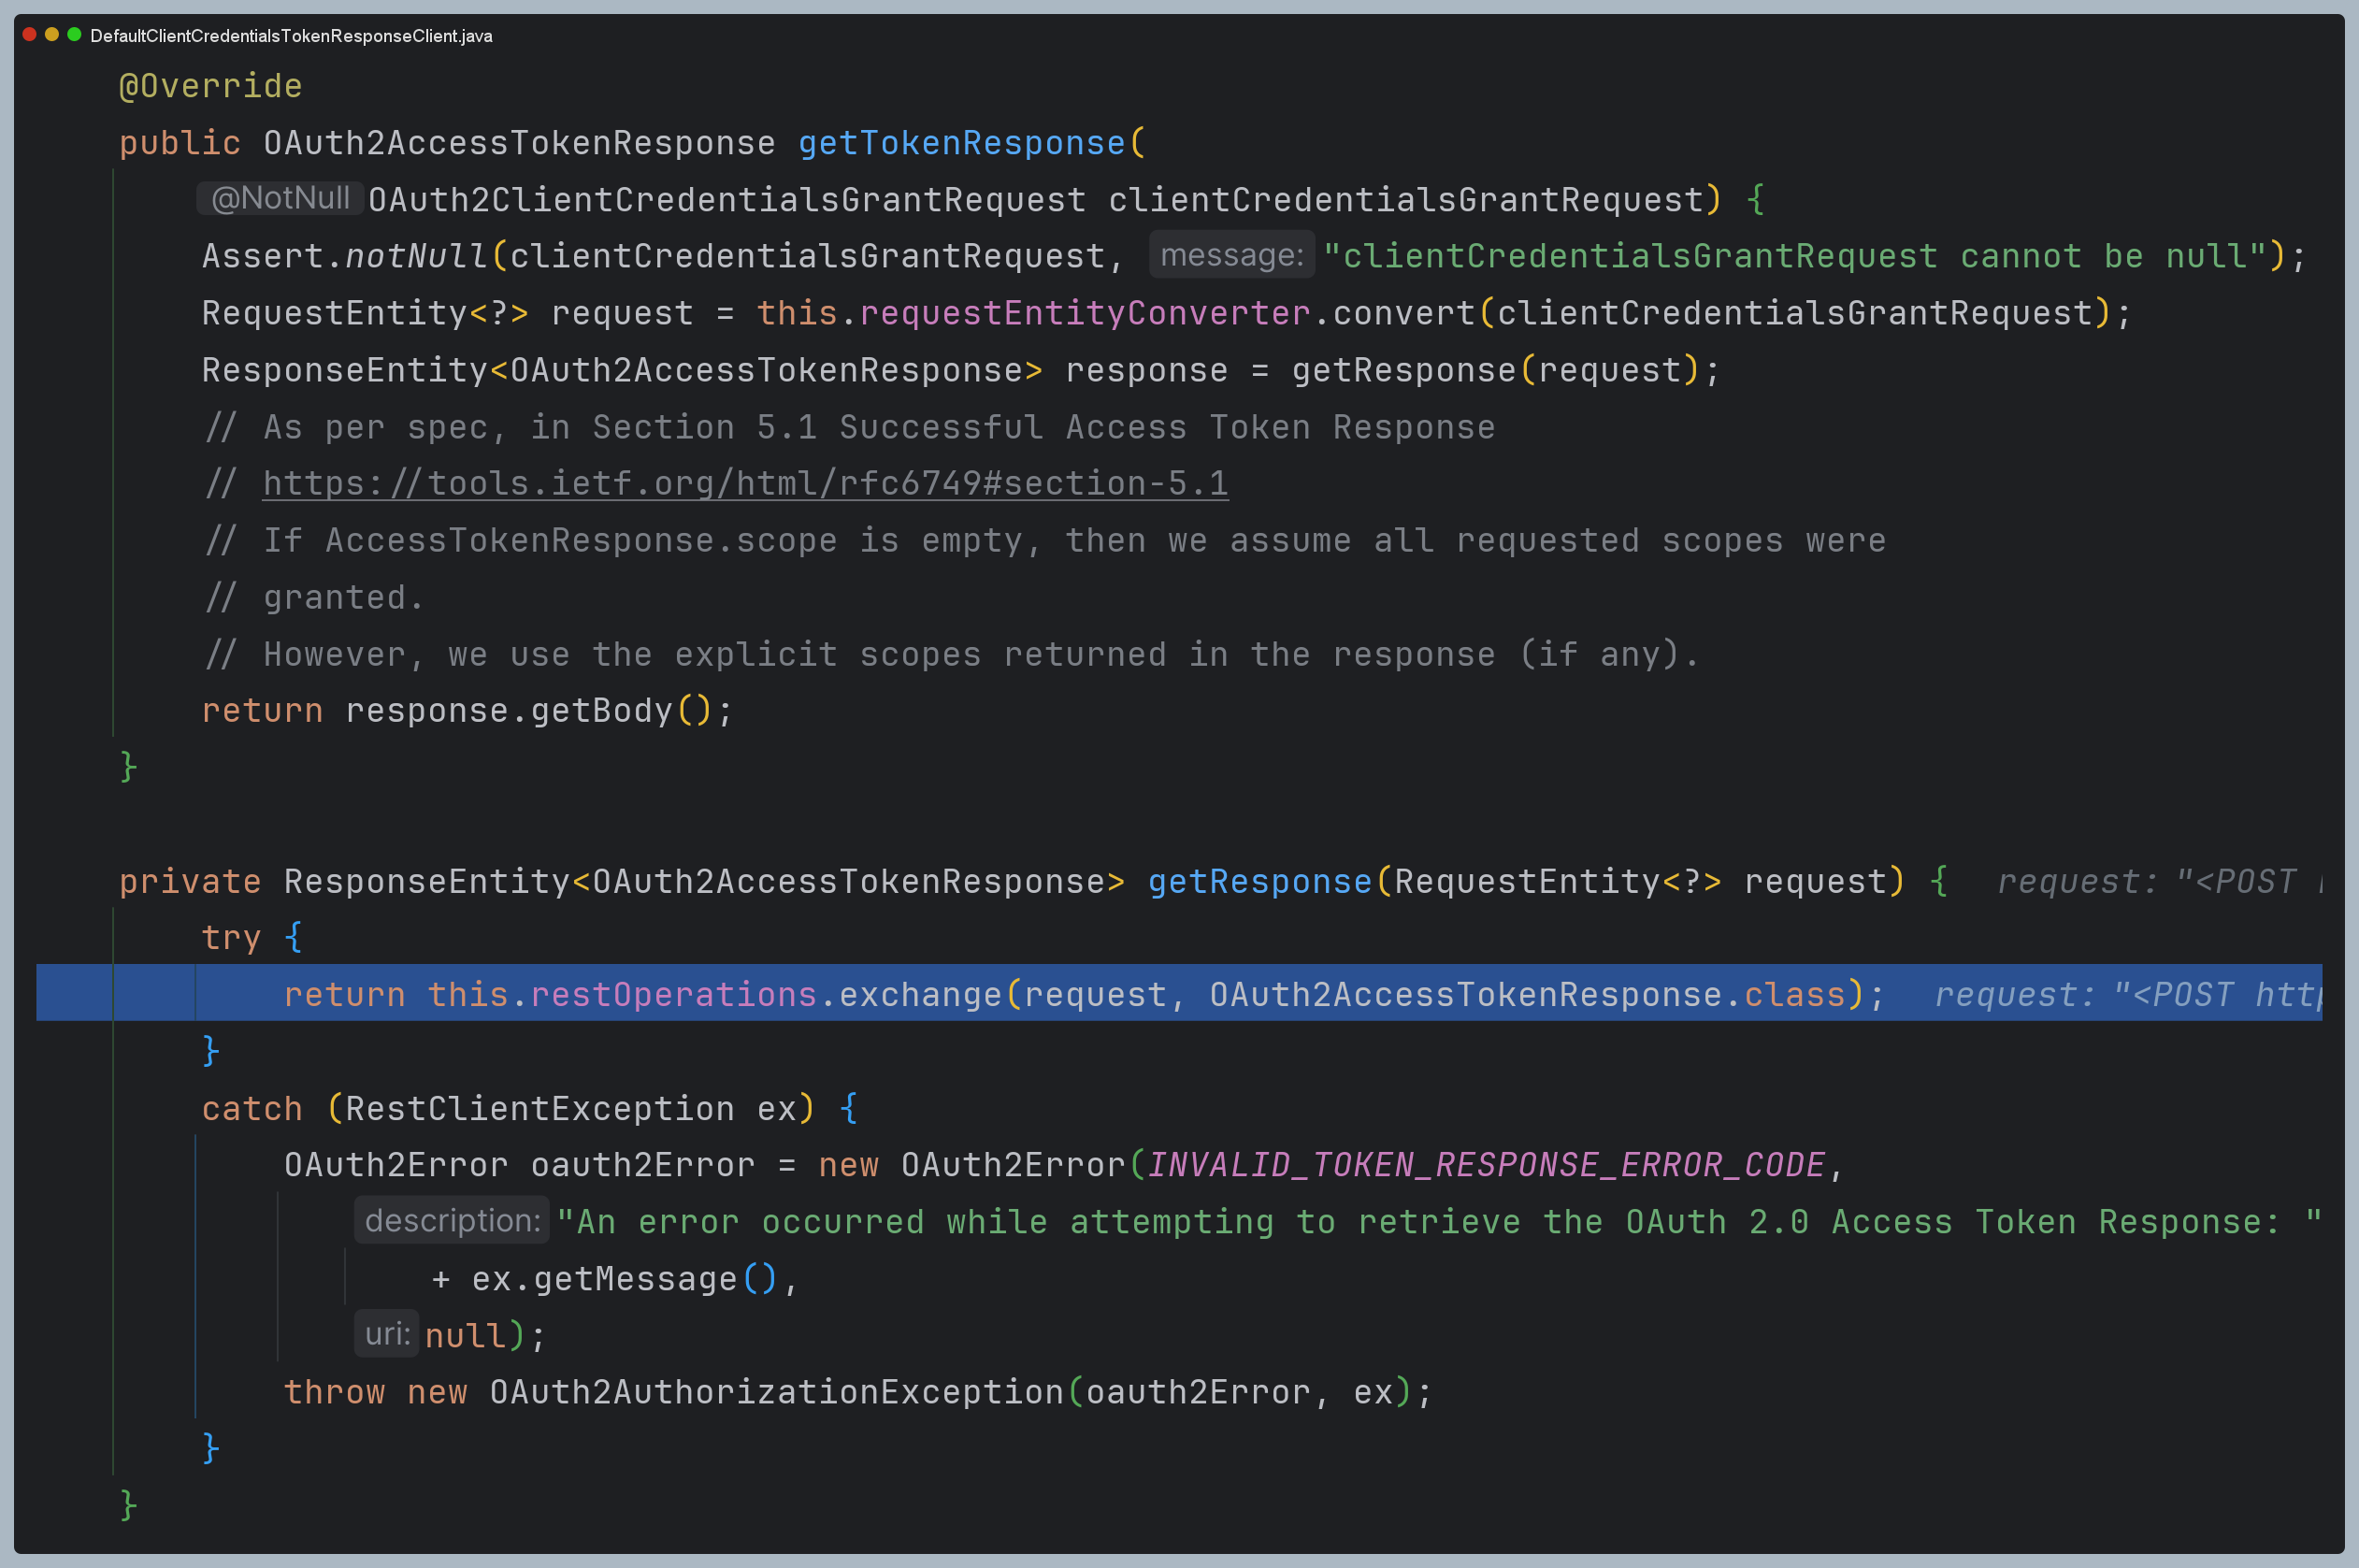 DefaultClientCredentialsTokenResponseClient.java
@Override
public OAuth2AccessTokenResponse getTokenResponse(
@NotNull OAuth2ClientCredentialsGrantRequest clientCredentialsGrantRequest) {
Assert.notNull(clientCredentialsGrantRequest, message: "clientCredentialsGrantRequest cannot be null");
RequestEntity<?> request = this.requestEntityConverter.convert(clientCredentialsGrantRequest);
ResponseEntity<OAuth2AccessTokenResponse> response = getResponse(request);
// As per spec, in Section 5.1 Successful Access Token Response
// https://tools.ietf.org/html/rfc6749#section-5.1
// If AccessTokenResponse.scope is empty, then we assume all requested scopes were
// granted.
// However, we use the explicit scopes returned in the response (if any).
return response.getBody();
}
private ResponseEntity<OAuth2AccessTokenResponse> getResponse(RequestEntity<?> request) { request: "<POST
try {
return this.restOperations.exchange(request, OAuth2AccessTokenResponse.class); request: "<POST http
}
catch (RestClientException ex) {
OAuth2Error oauth2Error = new OAuth2Error(INVALID_TOKEN_RESPONSE_ERROR_CODE,
description: "An error occurred while attempting to retrieve the OAuth 2.0 Access Token Response: "
+ ex.getMessage(),
uri: null);
throw new OAuth2AuthorizationException(oauth2Error, ex);
}
}